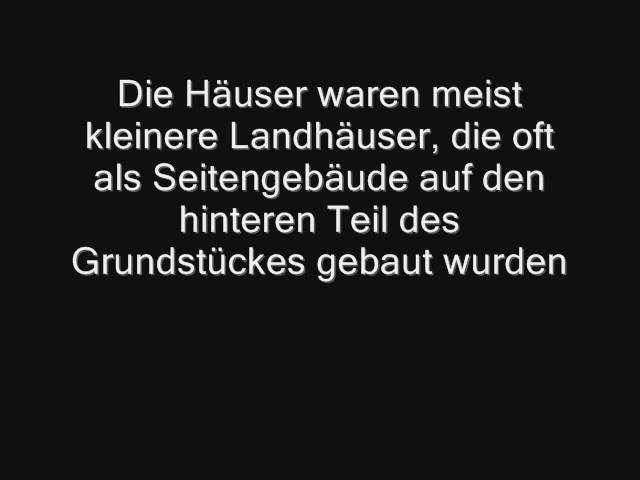 Die Häuser waren meist
kleinere Landhäuser, die oft
als Seitengebäude auf den
hinteren Teil des
Grundstückes gebaut wurden